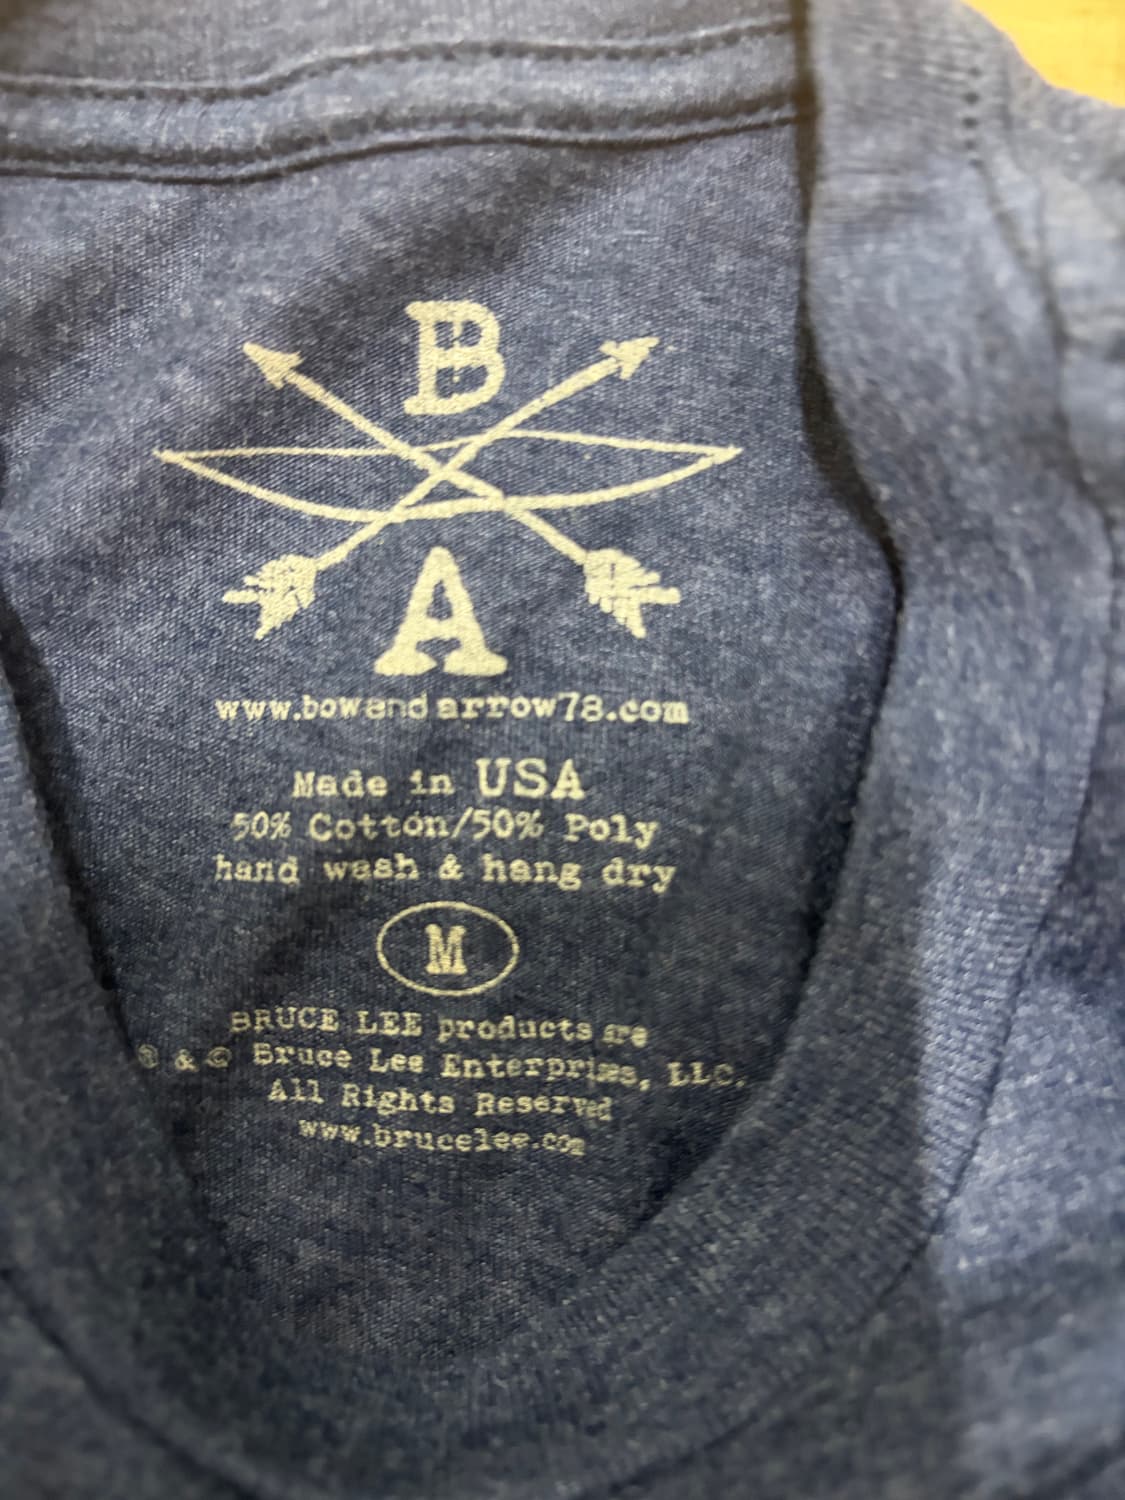 B
A
www.bowandarrow78.com
Made in USA
50% Cotton/50% Poly
hand wash & hang dry
M
BRUCE LEE products are
® & © Bruce Lee Enterprises, LLC.
All Rights Reserved
www.brucelee.com